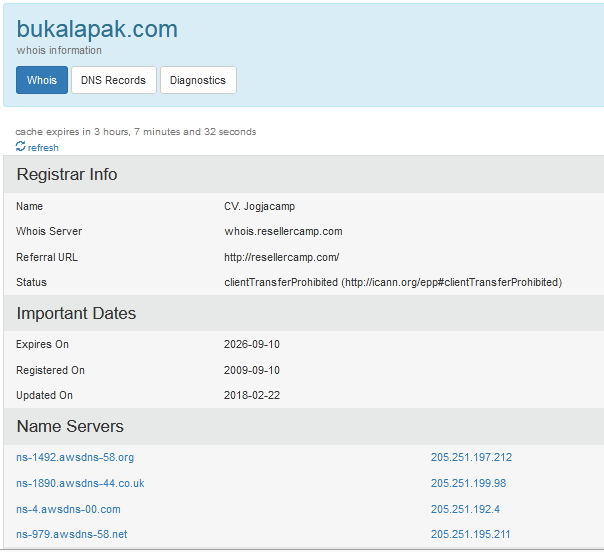 bukalapak.com
whois information
Whois DNS Records Diagnostics
cache expires in 3 hours, 7 minutes and 32 seconds
refresh
Registrar Info
Name CV. Jogjacamp
Whois Server whois.resellercamp.com
Referral URL http://resellercamp.com/
Status clientTransferProhibited (http://icann.org/epp#clientTransferProhibited)
Important Dates
Expires On 2026-09-10
Registered On 2009-09-10
Updated On 2018-02-22
Name Servers
ns-1492.awsdns-58.org 205.251.197.212
ns-1890.awsdns-44.co.uk 205.251.199.98
ns-4.awsdns-00.com 205.251.192.4
ns-979.awsdns-58.net 205.251.195.211